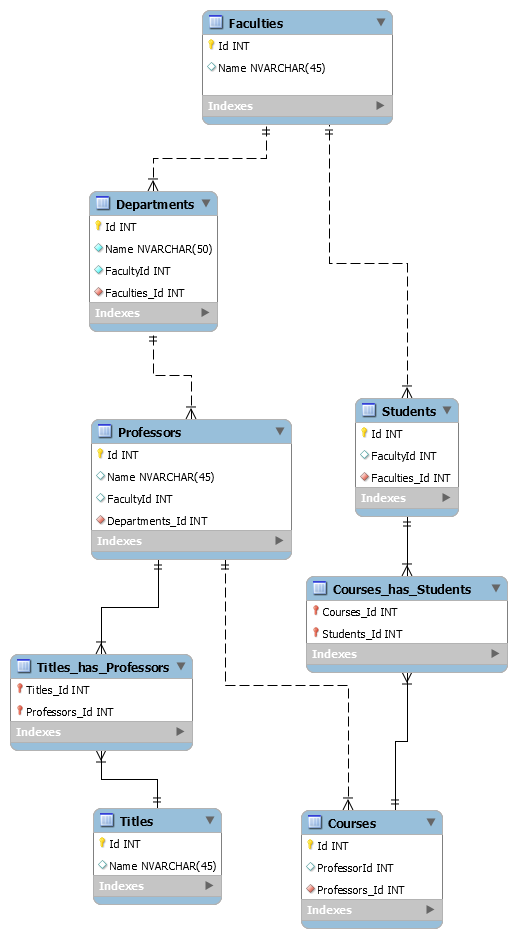 Faculties
Id INT
Name NVARCHAR(45)
Indexes
Departments
Id INT
Name NVARCHAR(50)
FacultyId INT
Faculties_Id INT
Indexes
Students
Id INT
FacultyId INT
Faculties_Id INT
Indexes
Professors
Id INT
Name NVARCHAR(45)
FacultyId INT
Departments_Id INT
Indexes
Courses_has_Students
Courses_Id INT
Students_Id INT
Indexes
Titles_has_Professors
Titles_Id INT
Professors_Id INT
Indexes
Titles
Id INT
Name NVARCHAR(45)
Indexes
Courses
Id INT
ProfessorId INT
Professors_Id INT
Indexes